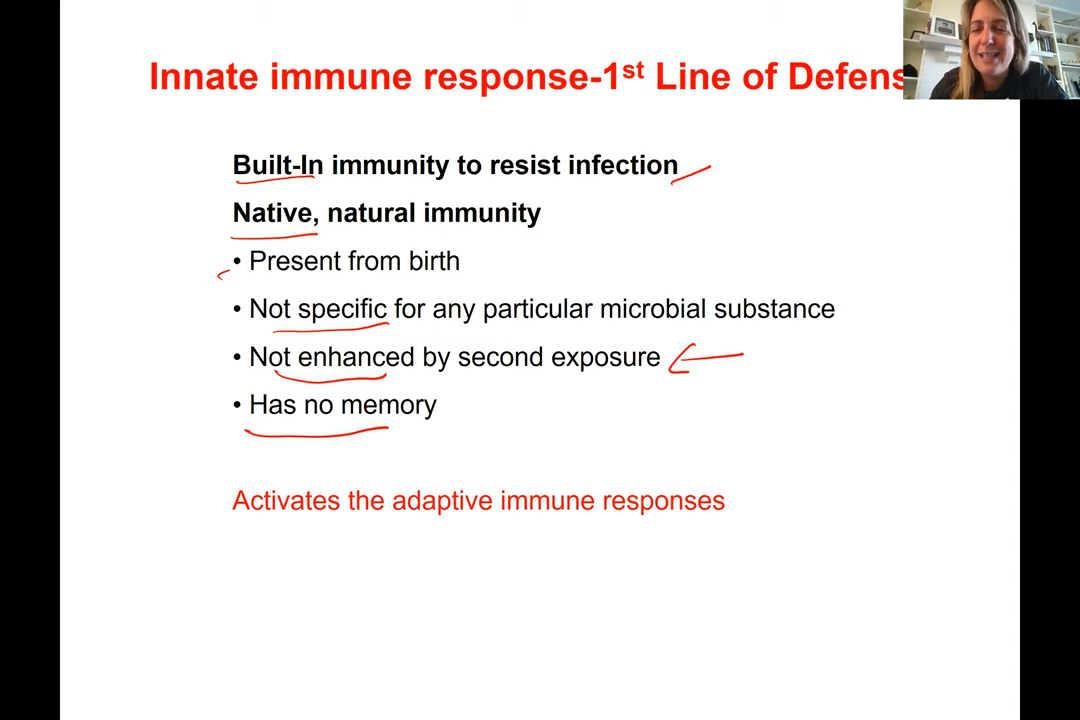 Innate immune response-1st Line of Defens
Built-In immunity to resist infection
Native, natural immunity
• Present from birth
• Not specific for any particular microbial substance
• Not enhanced by second exposure
• Has no memory
Activates the adaptive immune responses